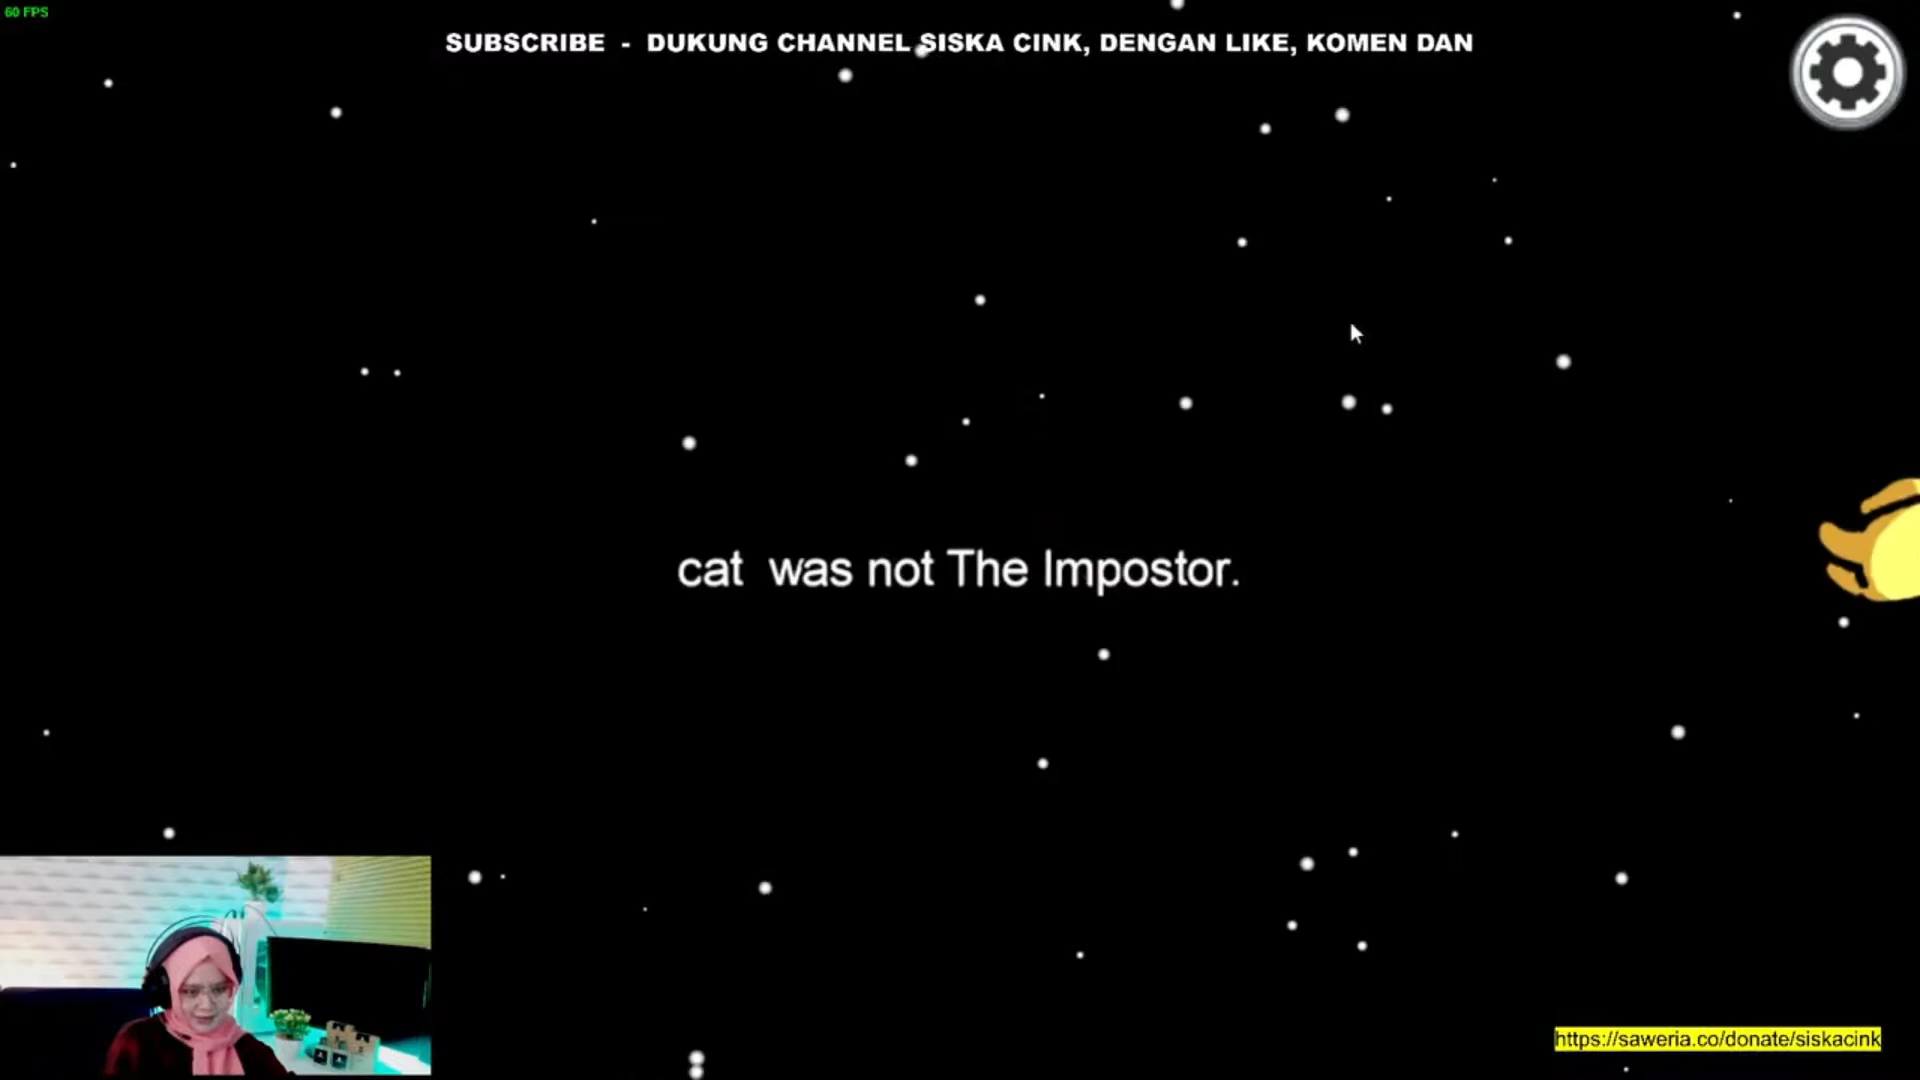 60 FPS
SUBSCRIBE - DUKUNG CHANNEL SISKA CINK, DENGAN LIKE, KOMEN DAN
cat was not The Impostor.
https://saweria.co/donate/siskacink